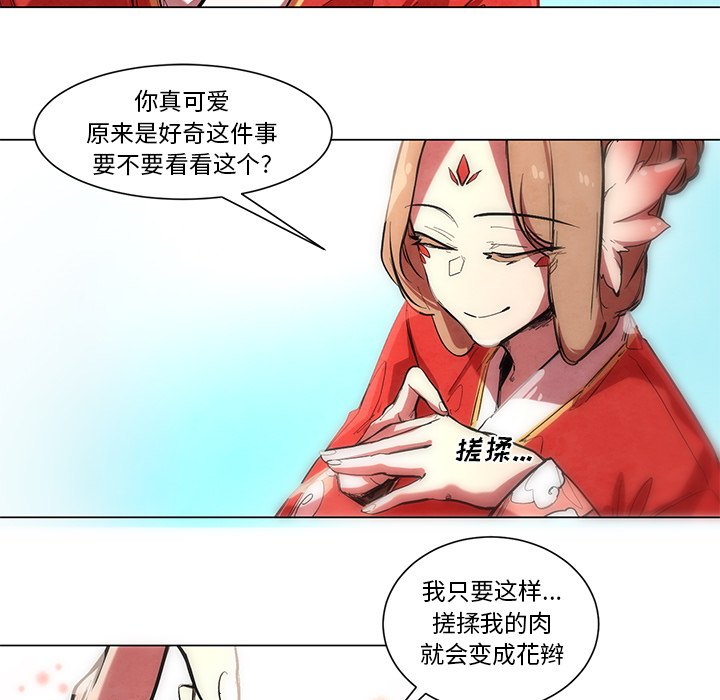 你真可爱
原来是好奇这件事
要不要看看这个?
搓揉...
我只要这样...
搓揉我的肉
就会变成花辫